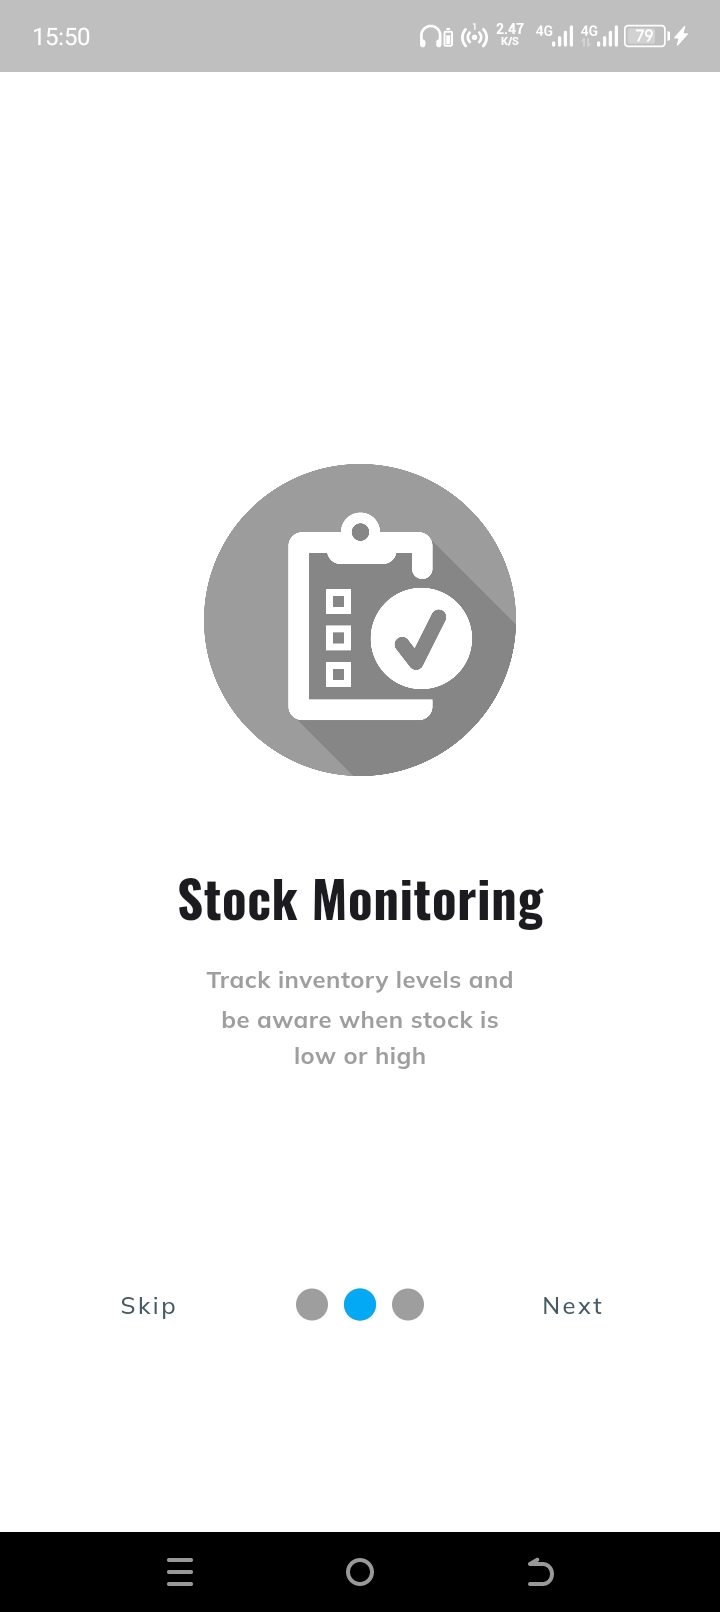 15:50
1
2.47
K/S
4G
4G
79
Stock Monitoring
Track inventory levels and
be aware when stock is
low or high
Skip
Next